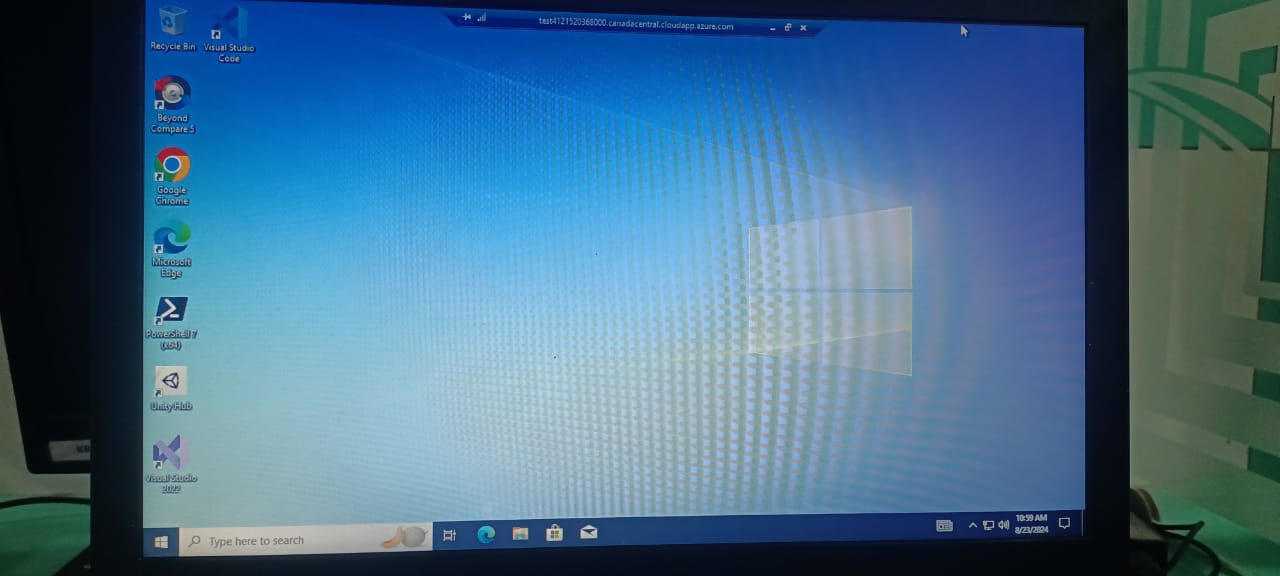 test4121520368000.canadacentral.cloudapp.azure.com
Recycle Bin
Visual Studio
Code
Beyond
Compare 5
Google
Chrome
Microsoft
Edge
PowerShell 7
(x64)
Unity Hub
Visual Studio
2022
Type here to search
10:59 AM
8/23/2024